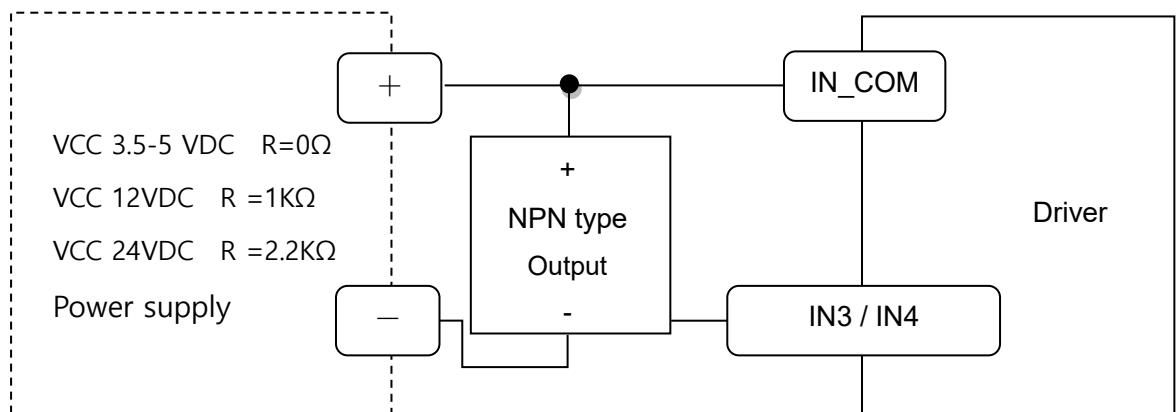 +
IN_COM
VCC 3.5-5 VDC R=0Ω
VCC 12VDC R =1KΩ
VCC 24VDC R =2.2KΩ
Power supply
+
NPN type
Output
-
Driver
−
IN3 / IN4